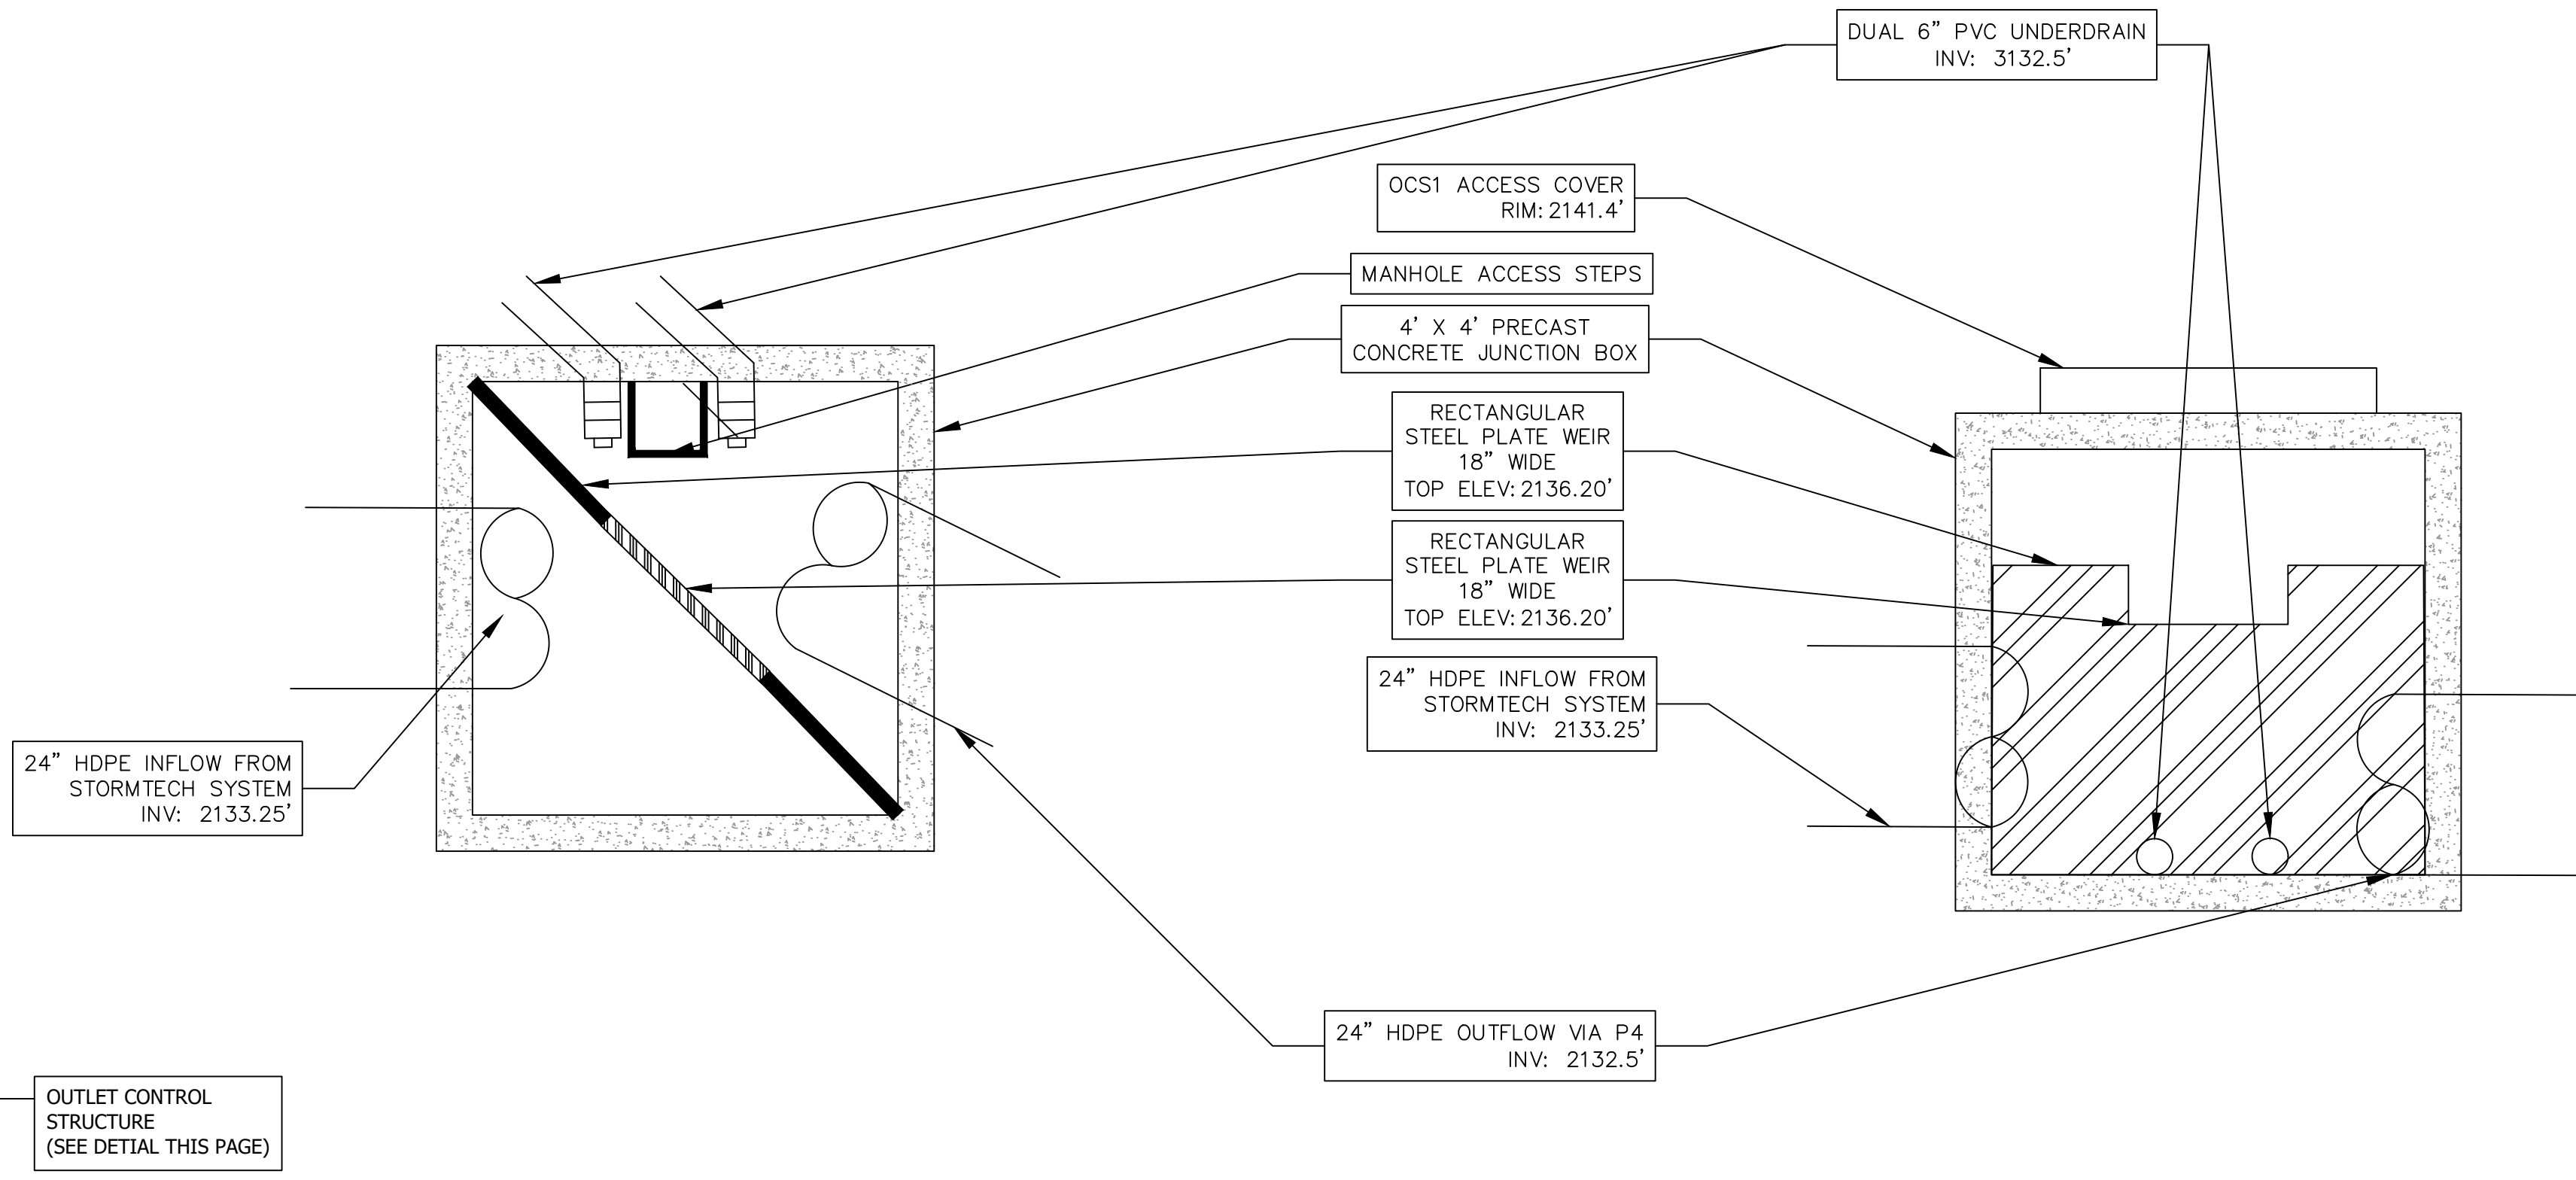 DUAL 6” PVC UNDERDRAIN
INV: 3132.5’
OCS1 ACCESS COVER
RIM: 2141.4’
MANHOLE ACCESS STEPS
4’ X 4’ PRECAST
CONCRETE JUNCTION BOX
RECTANGULAR
STEEL PLATE WEIR
18” WIDE
TOP ELEV: 2136.20’
RECTANGULAR
STEEL PLATE WEIR
18” WIDE
TOP ELEV: 2136.20’
24” HDPE INFLOW FROM
STORMTECH SYSTEM
INV: 2133.25’
24” HDPE INFLOW FROM
STORMTECH SYSTEM
INV: 2133.25’
24” HDPE OUTFLOW VIA P4
INV: 2132.5’
OUTLET CONTROL
STRUCTURE
(SEE DETIAL THIS PAGE)